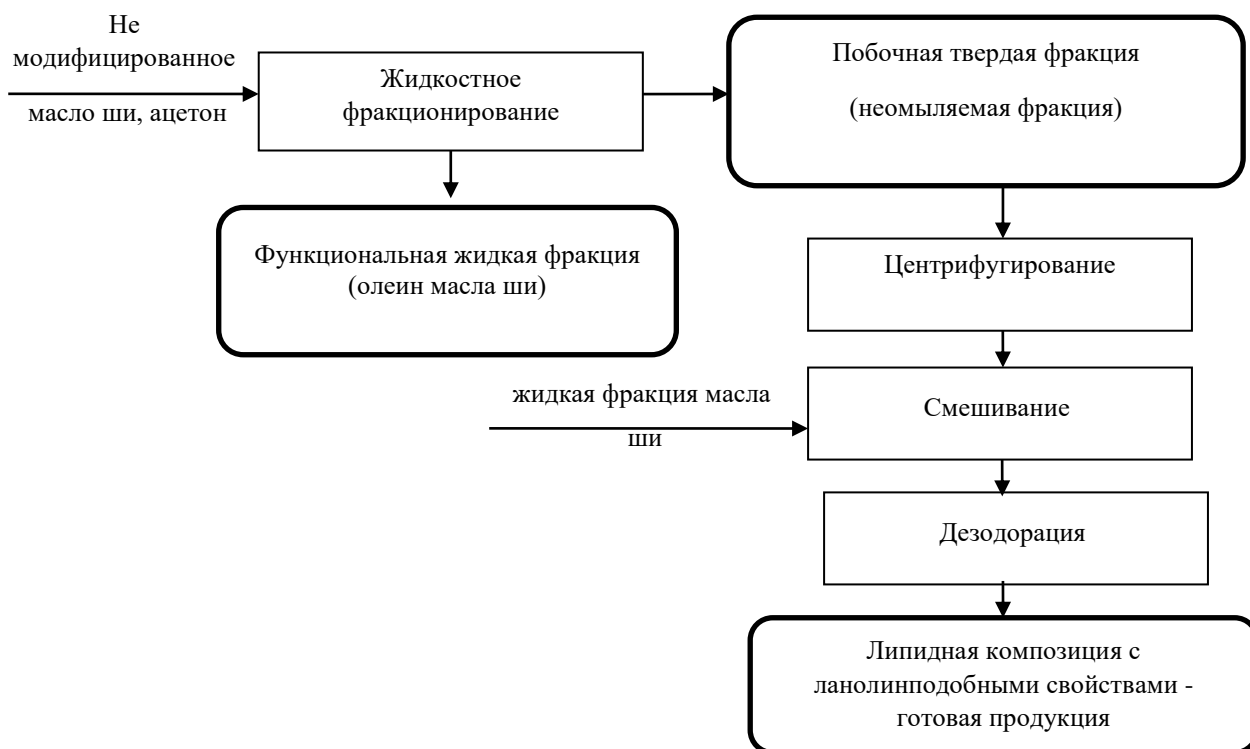 Не
модифицированное
масло ши, ацетон
Жидкостное
фракционирование
Побочная твердая фракция
(неомыляемая фракция)
Функциональная жидкая фракция
(олеин масла ши)
Центрифугирование
жидкая фракция масла
ши
Смешивание
Дезодорация
Липидная композиция с
ланолинподобными свойствами -
готовая продукция